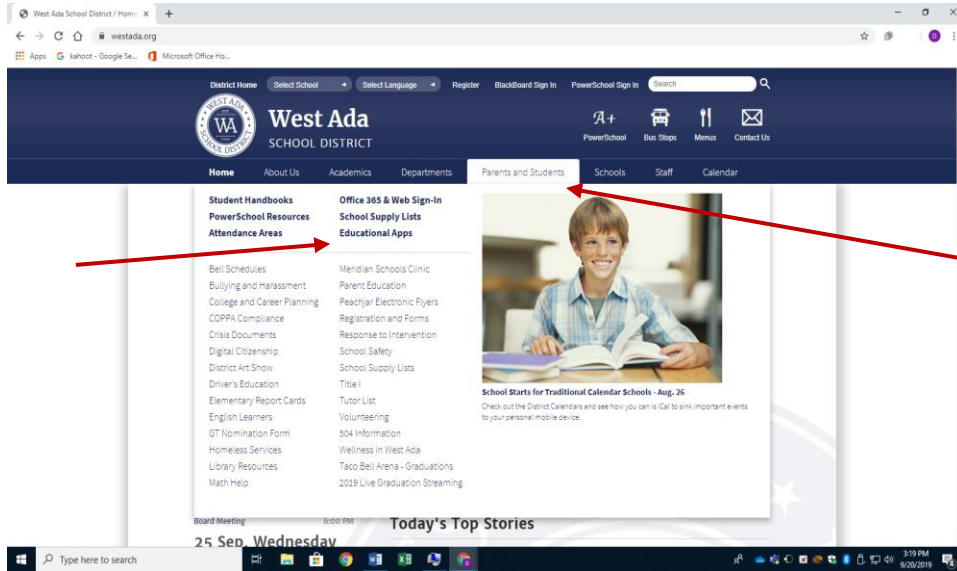 West Ada School District / Home
westada.org
Apps kahoot - Google Se... Microsoft Office Ho...
District Home Select School Select Language Register BlackBoard Sign In PowerSchool Sign In Search
WEST ADA
WA
SCHOOL DIST
West Ada
SCHOOL DISTRICT
A+
PowerSchool Bus Stops Menus Contact Us
Home About Us Academics Departments Parents and Students Schools Staff Calendar
Student Handbooks
PowerSchool Resources
Attendance Areas
Office 365 & Web Sign-In
School Supply Lists
Educational Apps
Bell Schedules
Bullying and Harassment
College and Career Planning
COPPA Compliance
Crisis Documents
Digital Citizenship
District Art Show
Driver's Education
Elementary Report Cards
English Learners
GT Nomination Form
Homeless Services
Library Resources
Math Help
Meridian Schools Clinic
Parent Education
Peachjar Electronic Flyers
Registration and Forms
Response to Intervention
School Safety
School Supply Lists
Title I
Tutor List
Volunteering
504 Information
Wellness in West Ada
Taco Bell Arena - Graduations
2019 Live Graduation Streaming
School Starts for Traditional Calendar Schools - Aug. 26
Check out the District Calendars and see how you can is iCal to sink important events
to your personal mobile device.
Board Meeting 6:00 PM
25 Sep, Wednesday
Today's Top Stories
Type here to search
3:19 PM
9/20/2019